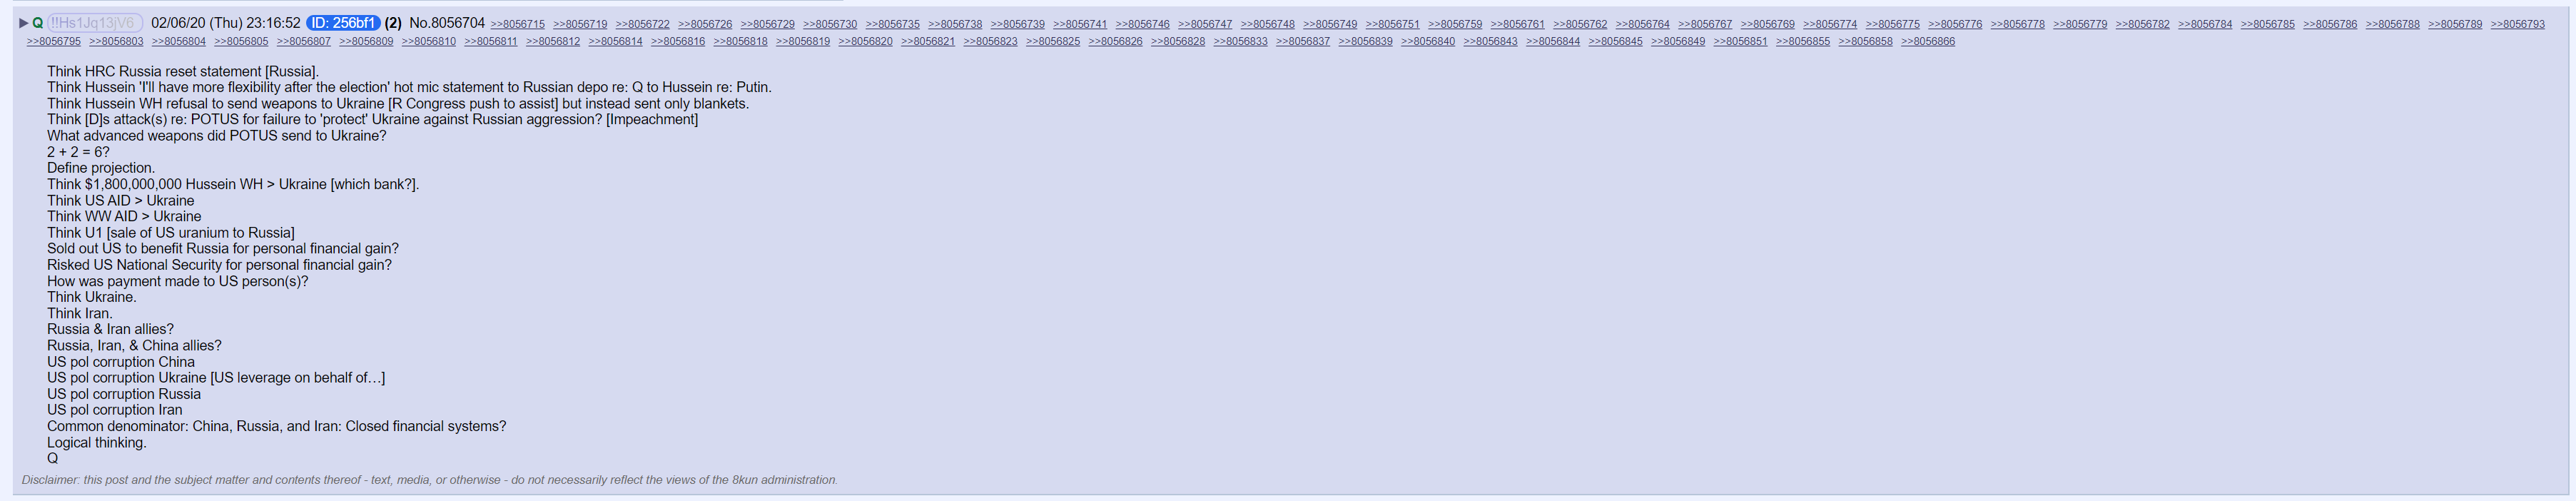 ▶ Q !!Hs1Jq13jV6 02/06/20 (Thu) 23:16:52 ID: 256bf1 (2) No.8056704 >>8056715 >>8056719 >>8056722 >>8056726 >>8056729 >>8056730 >>8056735 >>8056738 >>8056739 >>8056741 >>8056746 >>8056747 >>8056748 >>8056749 >>8056751 >>8056759 >>8056761 >>8056762 >>8056764 >>8056767 >>8056769 >>8056774 >>8056775 >>8056776 >>8056778 >>8056779 >>8056782 >>8056784 >>8056785 >>8056786 >>8056788 >>8056789 >>8056793
>>8056795 >>8056803 >>8056804 >>8056805 >>8056807 >>8056809 >>8056810 >>8056811 >>8056812 >>8056814 >>8056816 >>8056818 >>8056819 >>8056820 >>8056821 >>8056823 >>8056825 >>8056826 >>8056828 >>8056833 >>8056837 >>8056839 >>8056840 >>8056843 >>8056844 >>8056845 >>8056849 >>8056851 >>8056855 >>8056858 >>8056866
Think HRC Russia reset statement [Russia].
Think Hussein 'I'll have more flexibility after the election' hot mic statement to Russian depo re: Q to Hussein re: Putin.
Think Hussein WH refusal to send weapons to Ukraine [R Congress push to assist] but instead sent only blankets.
Think [D]s attack(s) re: POTUS for failure to 'protect' Ukraine against Russian aggression? [Impeachment]
What advanced weapons did POTUS send to Ukraine?
2 + 2 = 6?
Define projection.
Think $1,800,000,000 Hussein WH > Ukraine [which bank?].
Think US AID > Ukraine
Think WW AID > Ukraine
Think U1 [sale of US uranium to Russia]
Sold out US to benefit Russia for personal financial gain?
Risked US National Security for personal financial gain?
How was payment made to US person(s)?
Think Ukraine.
Think Iran.
Russia & Iran allies?
Russia, Iran, & China allies?
US pol corruption China
US pol corruption Ukraine [US leverage on behalf of…]
US pol corruption Russia
US pol corruption Iran
Common denominator: China, Russia, and Iran: Closed financial systems?
Logical thinking.
Q
Disclaimer: this post and the subject matter and contents thereof - text, media, or otherwise - do not necessarily reflect the views of the 8kun administration.